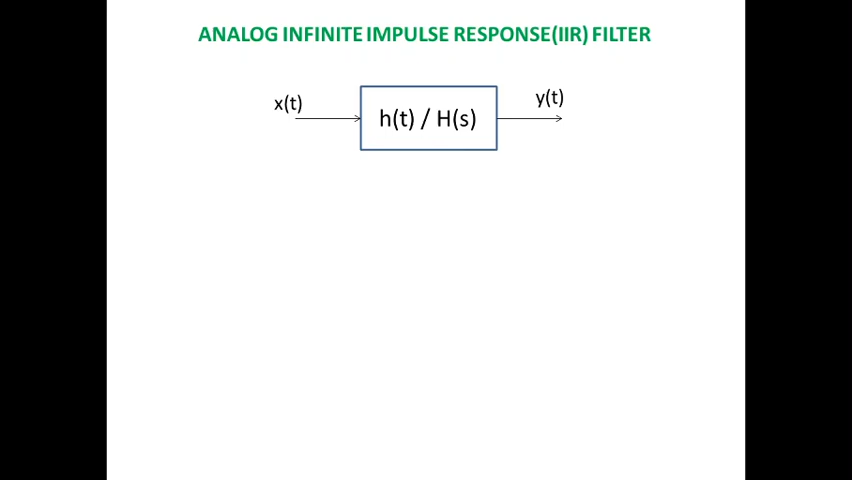 ANALOG INFINITE IMPULSE RESPONSE(IIR) FILTER
x(t)
h(t) / H(s)
y(t)